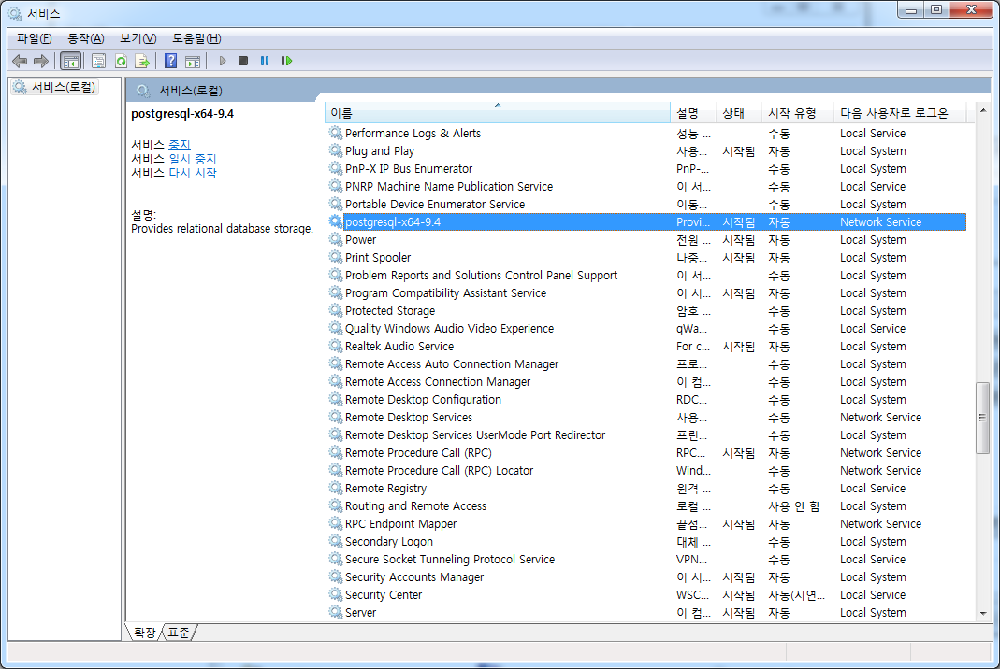 서비스
파일(F) 동작(A) 보기(V) 도움말(H)
서비스(로컬)
서비스(로컬)
postgresql-x64-9.4
서비스 중지
서비스 일시 중지
서비스 다시 시작
설명:
Provides relational database storage.
이름 설명 상태 시작 유형 다음 사용자로 로그온
Performance Logs & Alerts 성능 ... 수동 Local Service
Plug and Play 사용... 시작됨 자동 Local System
PnP-X IP Bus Enumerator PnP-... 수동 Local System
PNRP Machine Name Publication Service 이 서... 수동 Local Service
Portable Device Enumerator Service 이동... 수동 Local System
postgresql-x64-9.4 Provi... 시작됨 자동 Network Service
Power 전원 ... 시작됨 자동 Local System
Print Spooler 나중... 시작됨 자동 Local System
Problem Reports and Solutions Control Panel Support 이 서... 수동 Local System
Program Compatibility Assistant Service 이 서... 시작됨 자동 Local System
Protected Storage 암호 ... 수동 Local System
Quality Windows Audio Video Experience qWa... 수동 Local Service
Realtek Audio Service For c... 시작됨 자동 Local System
Remote Access Auto Connection Manager 프로... 수동 Local System
Remote Access Connection Manager 이 컴... 수동 Local System
Remote Desktop Configuration RDC... 수동 Local System
Remote Desktop Services 사용... 수동 Network Service
Remote Desktop Services UserMode Port Redirector 프린... 수동 Local System
Remote Procedure Call (RPC) RPC... 시작됨 자동 Network Service
Remote Procedure Call (RPC) Locator Wind... 수동 Network Service
Remote Registry 원격 ... 수동 Local Service
Routing and Remote Access 로컬 ... 사용 안 함 Local System
RPC Endpoint Mapper 끝점... 시작됨 자동 Network Service
Secondary Logon 대체 ... 수동 Local System
Secure Socket Tunneling Protocol Service VPN... 수동 Local Service
Security Accounts Manager 이 서... 시작됨 자동 Local System
Security Center WSC... 시작됨 자동(지연... Local Service
Server 이 컴... 시작됨 자동 Local System
확장 표준